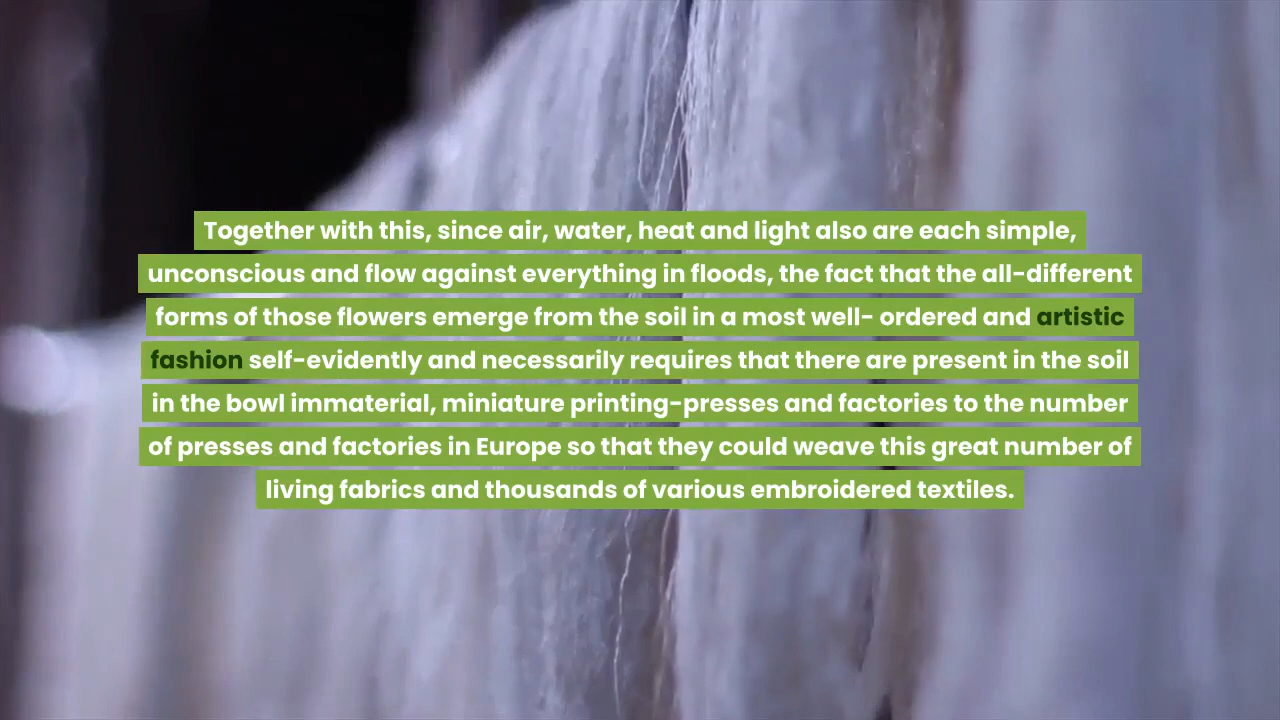 Together with this, since air, water, heat and light also are each simple,
unconscious and flow against everything in floods, the fact that the all-different
forms of those flowers emerge from the soil in a most well- ordered and artistic
fashion self-evidently and necessarily requires that there are present in the soil
in the bowl immaterial, miniature printing-presses and factories to the number
of presses and factories in Europe so that they could weave this great number of
living fabrics and thousands of various embroidered textiles.